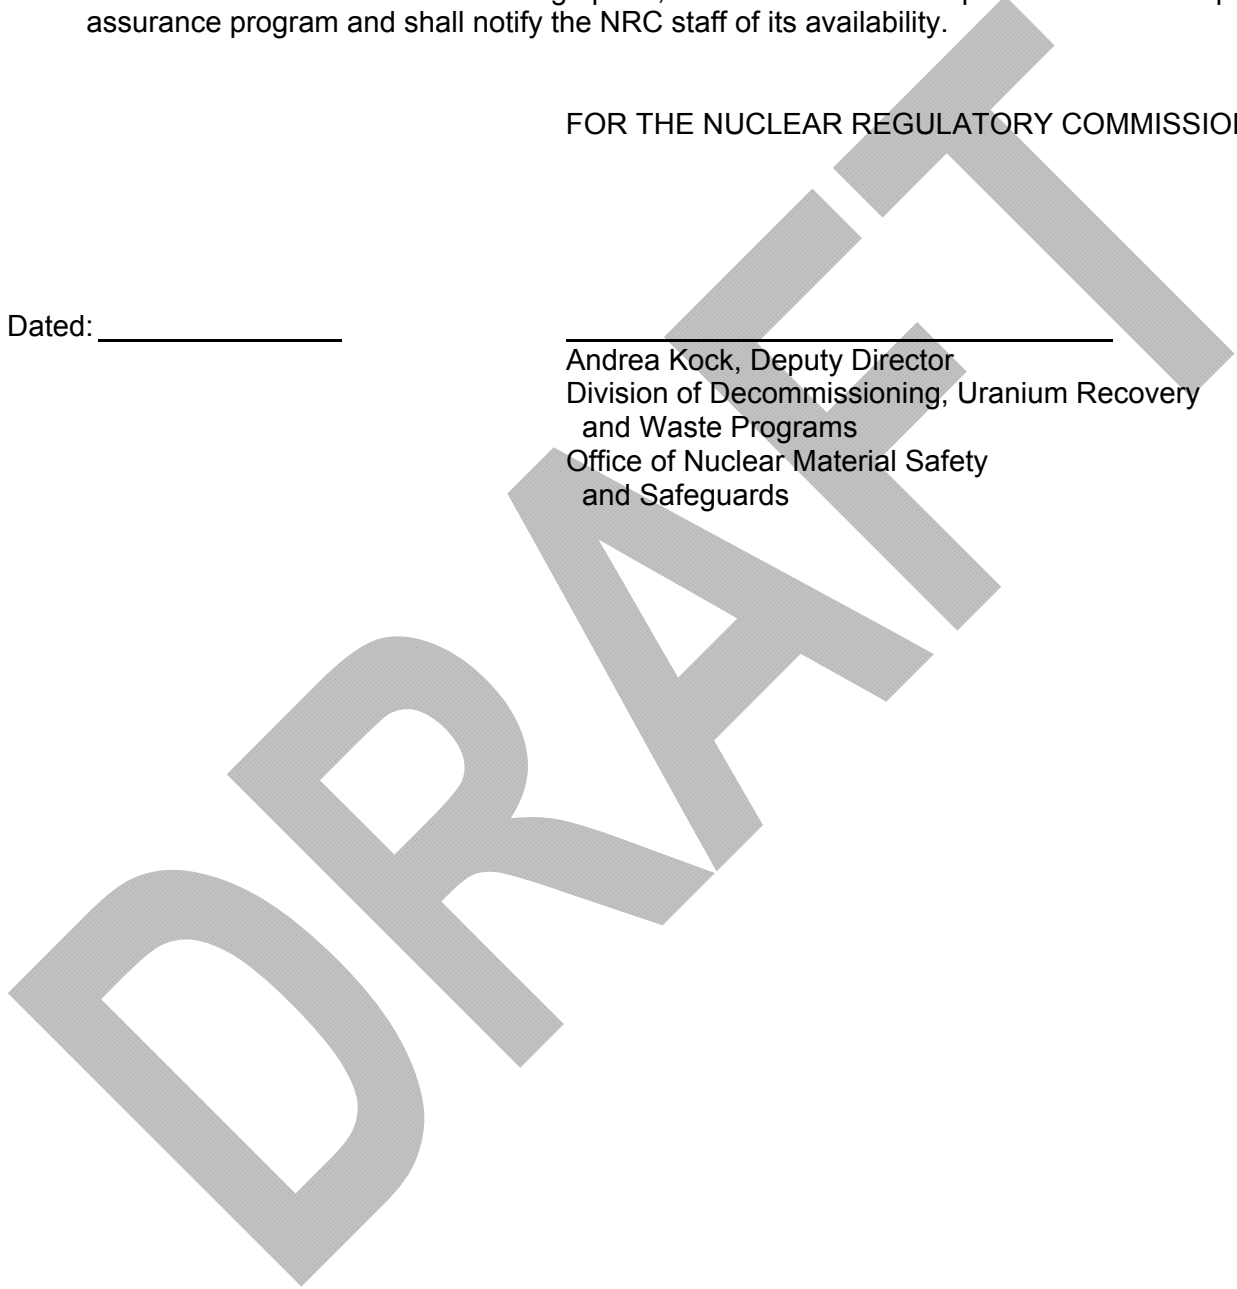 assurance program and shall notify the NRC staff of its availability.
FOR THE NUCLEAR REGULATORY COMMISSION
Dated:
Andrea Kock, Deputy Director
Division of Decommissioning, Uranium Recovery
and Waste Programs
Office of Nuclear Material Safety
and Safeguards
DRAFT